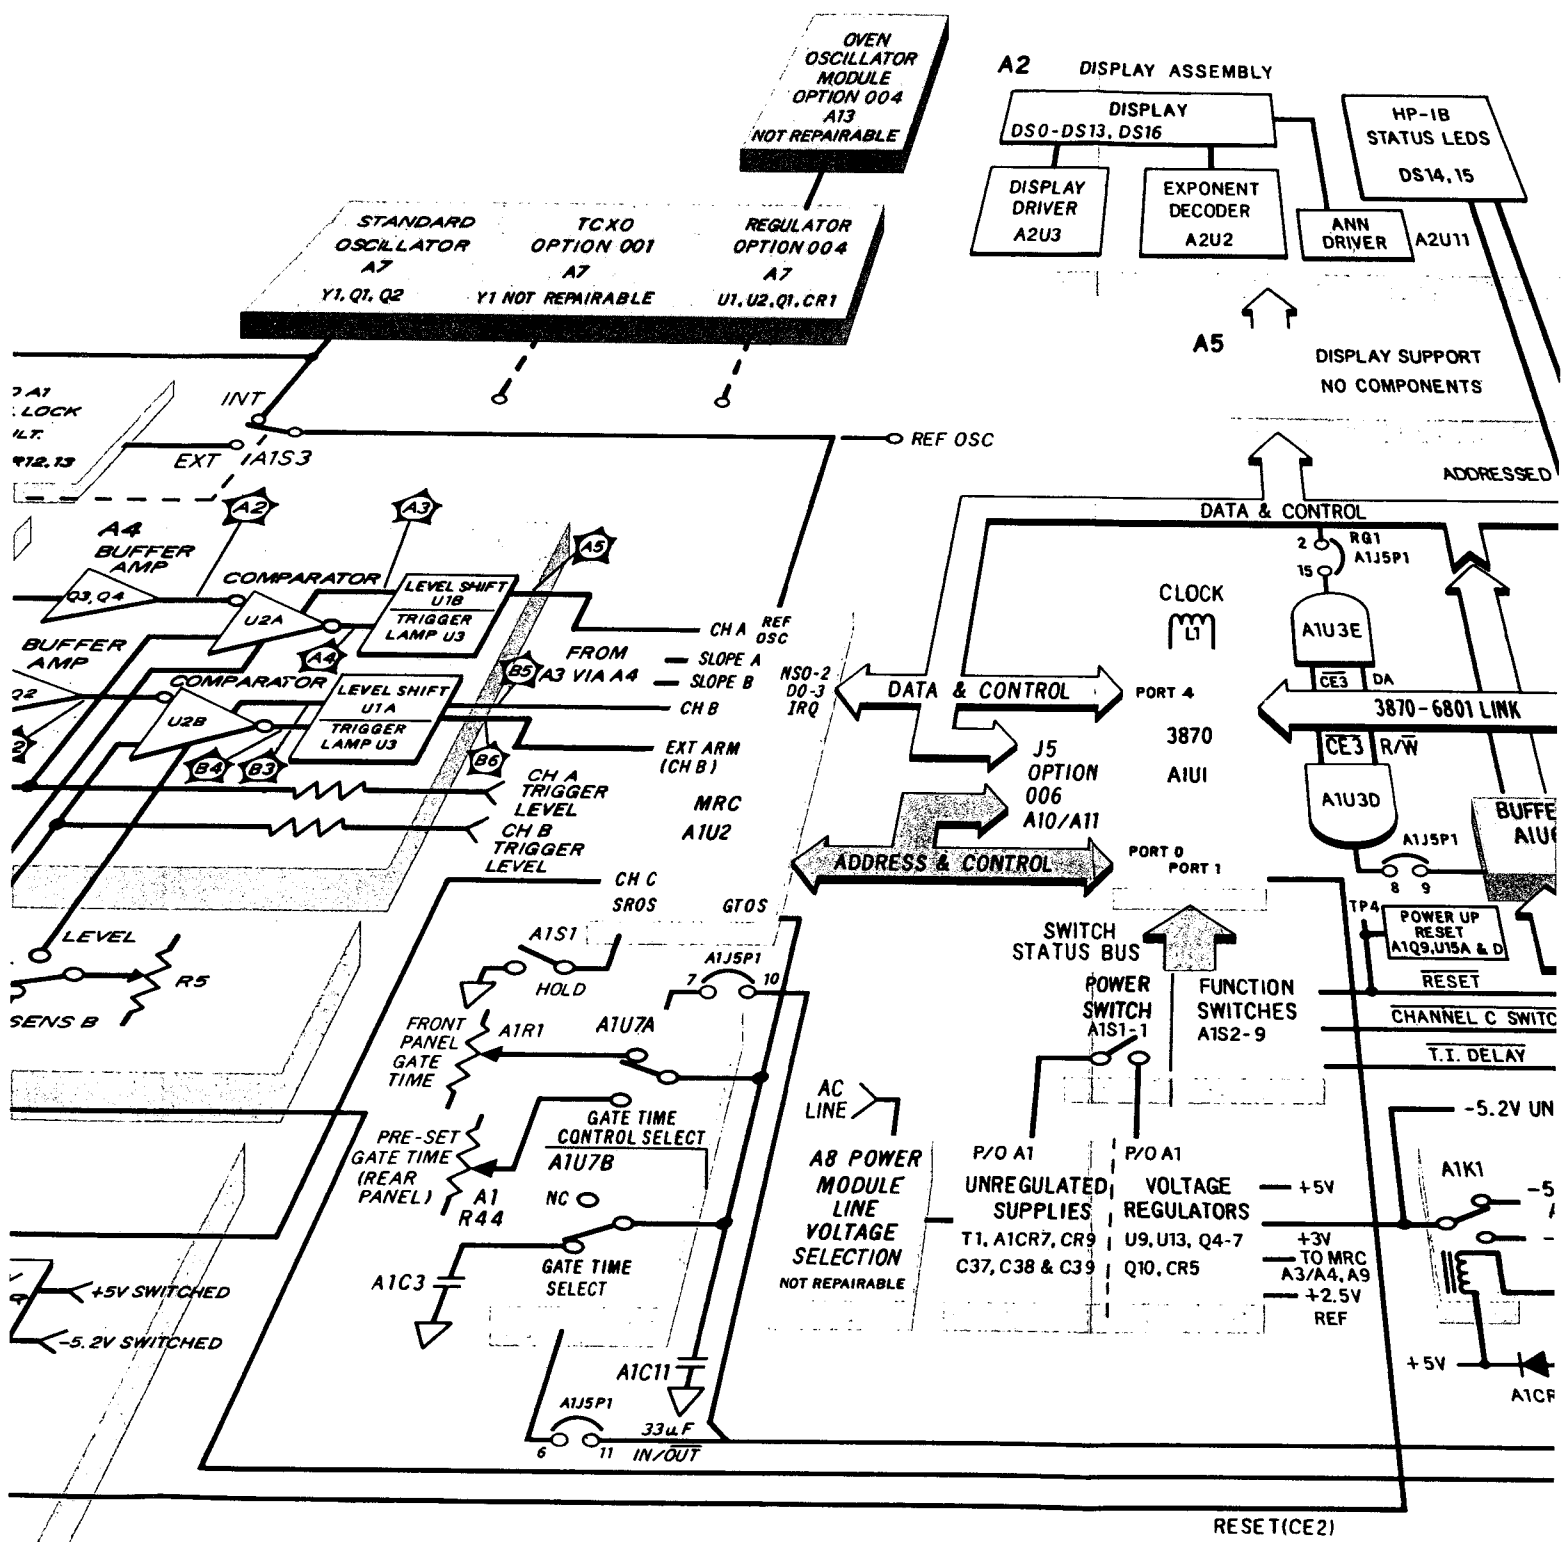 OVEN
OSCILLATOR
MODULE
OPTION 004
A13
NOT REPAIRABLE
A2 DISPLAY ASSEMBLY
DISPLAY
DS0-DS13, DS16
HP-IB
STATUS LEDS
DS14, 15
DISPLAY
DRIVER
A2U3
EXPONENT
DECODER
A2U2
ANN
DRIVER
A2U11
STANDARD
OSCILLATOR
A7
Y1, Q1, Q2
TCXO
OPTION 001
A7
Y1 NOT REPAIRABLE
REGULATOR
OPTION 004
A7
U1, U2, Q1, CR1
A5
DISPLAY SUPPORT
NO COMPONENTS
A1
LOCK
INT
EXT
A1S3
REF OSC
ADDRESSED
DATA & CONTROL
A2
A3
A5
A4
BUFFER
AMP
Q3, Q4
COMPARATOR
U2A
LEVEL SHIFT
U1B
TRIGGER
LAMP U3
A4
BUFFER
AMP
Q2
COMPARATOR
U2B
LEVEL SHIFT
U1A
TRIGGER
LAMP U3
B5
B4
B3
B6
CH A
REF
OSC
FROM
A3 VIA A4
SLOPE A
SLOPE B
CH B
EXT ARM
(CH B)
NS0-2
D0-3
IRQ
MRC
A1U2
CH A
TRIGGER
LEVEL
CH B
TRIGGER
LEVEL
CH C
SROS
GTOS
DATA & CONTROL
ADDRESS & CONTROL
J5
OPTION
006
A10/A11
CLOCK
L1
PORT 4
3870
A1U1
PORT 0
PORT 1
2
15
RG1
A1J5P1
A1U3E
CE3 DA
3870-6801 LINK
CE3 R/W
A1U3D
A1J5P1
8 9
BUFFE
A1U
TP4
POWER UP
RESET
A1Q9, U15A & D
RESET
CHANNEL C SWITC
T.I. DELAY
SWITCH
STATUS BUS
POWER
SWITCH
A1S1-1
FUNCTION
SWITCHES
A1S2-9
LEVEL
R5
SENS B
A1S1
HOLD
A1J5P1
7 10
FRONT
PANEL
GATE
TIME
A1R1
A1U7A
PRE-SET
GATE TIME
(REAR
PANEL)
A1
R44
GATE TIME
CONTROL SELECT
A1U7B
NC
GATE TIME
SELECT
A1C3
A1C11
A1J5P1
6 11
33uF
IN/OUT
AC
LINE
A8 POWER
MODULE
LINE
VOLTAGE
SELECTION
NOT REPAIRABLE
P/O A1
UNREGULATED
SUPPLIES
T1, A1CR7, CR9
C37, C38 & C39
P/O A1
VOLTAGE
REGULATORS
U9, U13, Q4-7
Q10, CR5
+5V
+3V
TO MRC
A3/A4, A9
+2.5V
REF
-5.2V UN
A1K1
-5
+5V
A1CR
+5V SWITCHED
-5.2V SWITCHED
RESET(CE2)